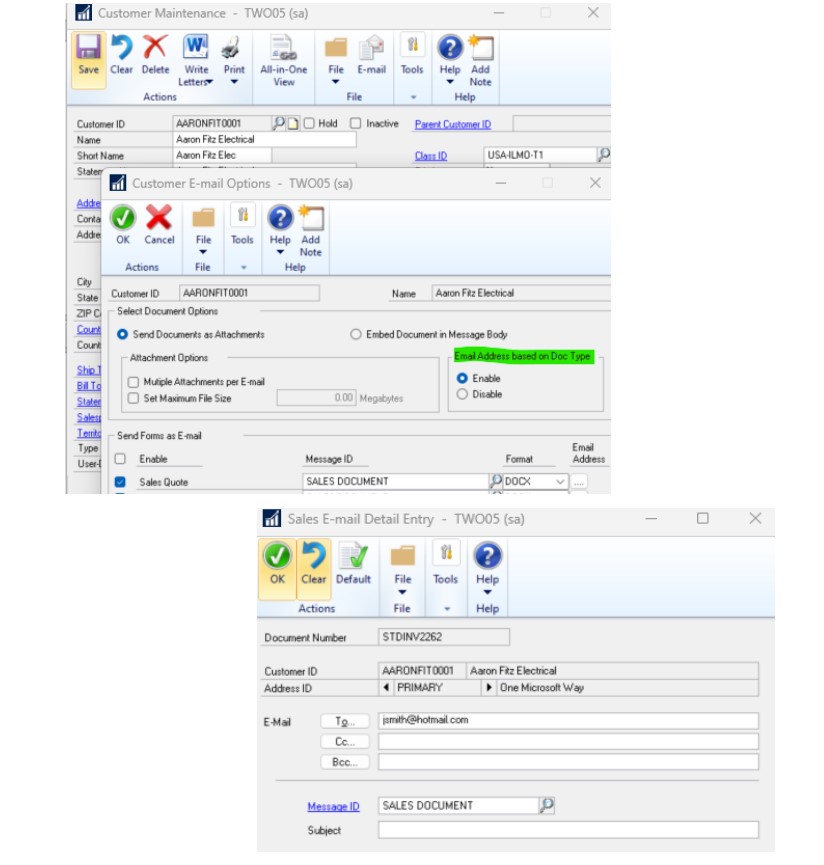 Customer Maintenance - TWO05 (sa)
Save Clear Delete Write Letters Print All-in-One View File E-mail Tools Help Add Note
Actions File Help
Customer ID AARONFIT0001 Hold Inactive Parent Customer ID
Name Aaron Fitz Electrical
Short Name Aaron Fitz Elec Class ID USA-ILMO-T1
Customer E-mail Options - TWO05 (sa)
Addre
Conta
Addre
OK Cancel File Tools Help Add Note
Actions File Help
City
State
ZIP C
Count
Count
Ship T
Bill To
Stater
Sales
Territo
Type
User-
Customer ID AARONFIT0001 Name Aaron Fitz Electrical
Select Document Options
Send Documents as Attachments Embed Document in Message Body
Attachment Options Email Address based on Doc Type
Mutiple Attachments per E-mail Enable
Set Maximum File Size 0.00 Megabytes Disable
Send Forms as E-mail
Enable Message ID Format Email Address
Sales Quote SALES DOCUMENT DOCX ...
Sales E-mail Detail Entry - TWO05 (sa)
OK Clear Default File Tools Help
Actions File Help
Document Number STDINV2262
Customer ID AARONFIT0001 Aaron Fitz Electrical
Address ID PRIMARY One Microsoft Way
E-Mail To... jsmith@hotmail.com
Cc...
Bcc...
Message ID SALES DOCUMENT
Subject